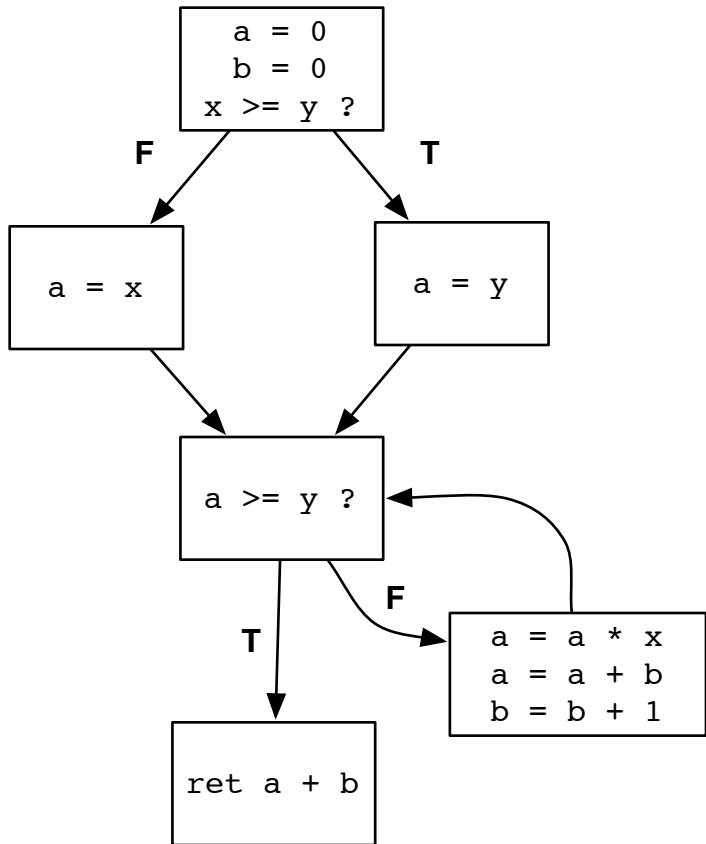 a = 0
b = 0
x >= y ?
F
T
a = x
a = y
a >= y ?
F
T
a = a * x
a = a + b
b = b + 1
ret a + b